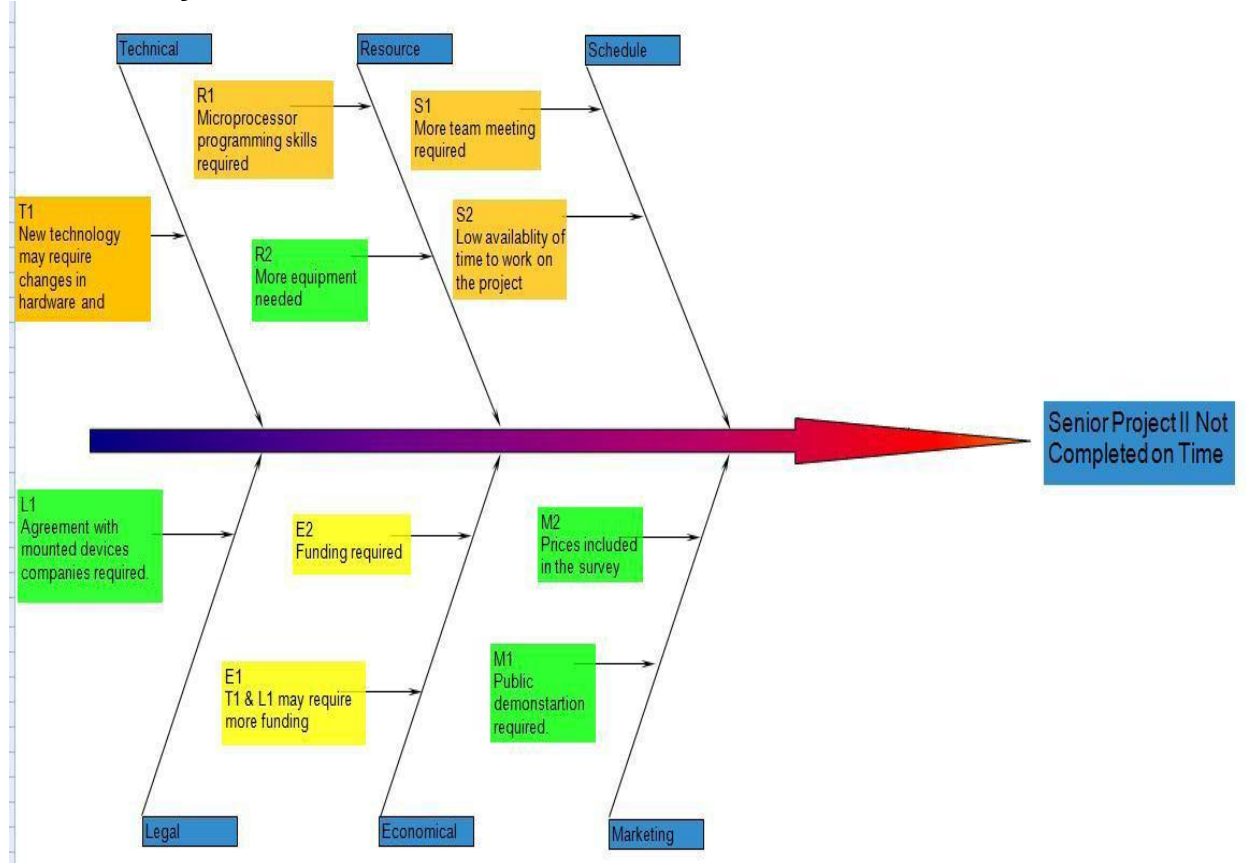 Technical
Resource
Schedule
R1
Microprocessor
programming skills
required
S1
More team meeting
required
T1
New technology
may require
changes in
hardware and
R2
More equipment
needed
S2
Low availablity of
time to work on
the project
Senior Project II Not
Completed on Time
L1
Agreement with
mounted devices
companies required.
E2
Funding required
M2
Prices included
in the survey
E1
T1 & L1 may require
more funding
M1
Public
demonstartion
required.
Legal
Economical
Marketing